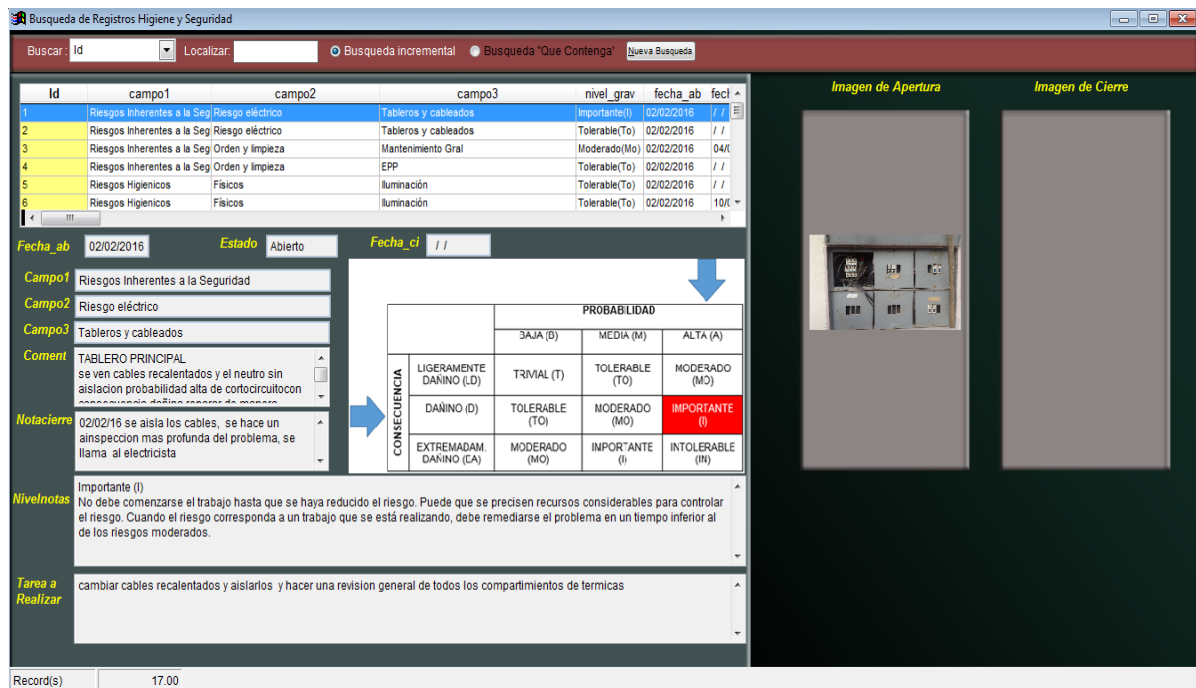 Busqueda de Registros Higiene y Seguridad
Buscar : Id Localizar: Busqueda incremental Busqueda "Que Contenga" Nueva Busqueda
Imagen de Apertura Imagen de Cierre
Id campo1 campo2 campo3 nivel_grav fecha_ab fech
1 Riesgos Inherentes a la Seg Riesgo eléctrico Tableros y cableados Importante(I) 02/02/2016 / /
2 Riesgos Inherentes a la Seg Riesgo eléctrico Tableros y cableados Tolerable(To) 02/02/2016 / /
3 Riesgos Inherentes a la Seg Orden y limpieza Mantenimiento Gral Moderado(Mo) 02/02/2016 04/0
4 Riesgos Inherentes a la Seg Orden y limpieza EPP Tolerable(To) 02/02/2016 / /
5 Riesgos Higienicos Físicos Iluminación Tolerable(To) 02/02/2016 / /
6 Riesgos Higienicos Físicos Iluminación Tolerable(To) 02/02/2016 10/0
Fecha_ab 02/02/2016 Estado Abierto Fecha_ci / /
Campo1 Riesgos Inherentes a la Seguridad
Campo2 Riesgo eléctrico
Campo3 Tableros y cableados
Coment TABLERO PRINCIPAL
se ven cables recalentados y el neutro sin
aislacion probabilidad alta de cortocircuitocon
consecuencia dañina reparar de manera
Notacierre 02/02/16 se aisla los cables, se hace un
ainspeccion mas profunda del problema, se
llama al electricista
PROBABILIDAD
BAJA (B) MEDIA (M) ALTA (A)
CONSECUENCIA
LIGERAMENTE DAÑINO (LD) TRIVIAL (T) TOLERABLE (TO) MODERADO (MO)
DAÑINO (D) TOLERABLE (TO) MODERADO (MO) IMPORTANTE (I)
EXTREMADAM. DAÑINO (EA) MODERADO (MO) IMPORTANTE (I) INTOLERABLE (IN)
Nivelnotas Importante (I)
No debe comenzarse el trabajo hasta que se haya reducido el riesgo. Puede que se precisen recursos considerables para controlar
el riesgo. Cuando el riesgo corresponda a un trabajo que se está realizando, debe remediarse el problema en un tiempo inferior al
de los riesgos moderados.
Tarea a Realizar cambiar cables recalentados y aislarlos y hacer una revision general de todos los compartimientos de termicas
Record(s) 17.00